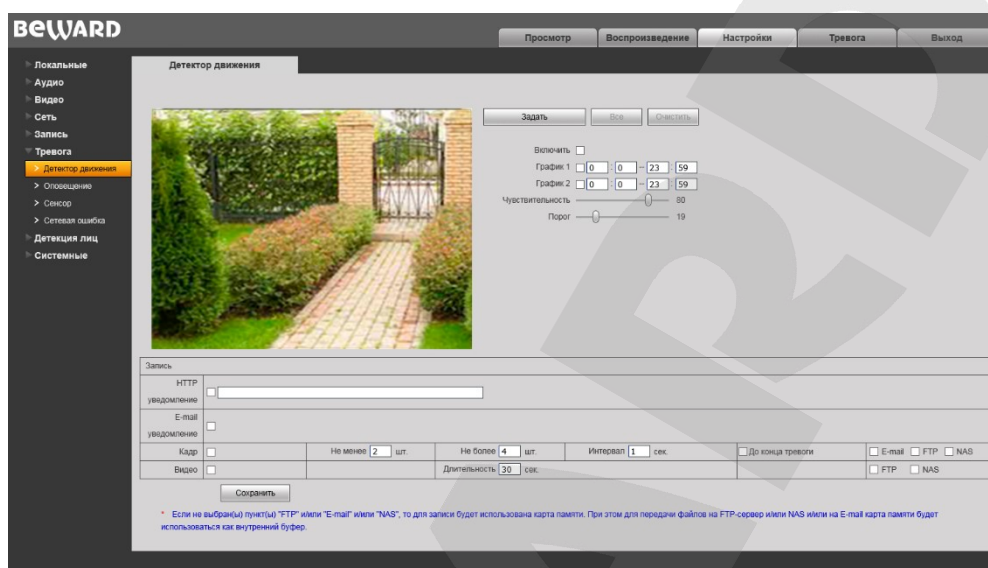 BEWARD
Просмотр Воспроизведение Настройки Тревога Выход
Локальные
Аудио
Видео
Сеть
Запись
Тревога
> Детектор движения
> Оповещение
> Сенсор
> Сетевая ошибка
Детекция лиц
Системные
Детектор движения
Задать Все Очистить
Включить
График 1 0 : 0 – 23 : 59
График 2 0 : 0 – 23 : 59
Чувствительность 80
Порог 19
Запись
HTTP
уведомление
E-mail
уведомление
Кадр Не менее 2 шт. Не более 4 шт. Интервал 1 сек. До конца тревоги E-mail FTP NAS
Видео Длительность 30 сек. FTP NAS
Сохранить
* Если не выбран(ы) пункт(ы) "FTP" и/или "E-mail" и/или "NAS", то для записи будет использована карта памяти. При этом для передачи файлов на FTP-сервер и/или NAS и/или на E-mail карта памяти будет
использоваться как внутренний буфер.